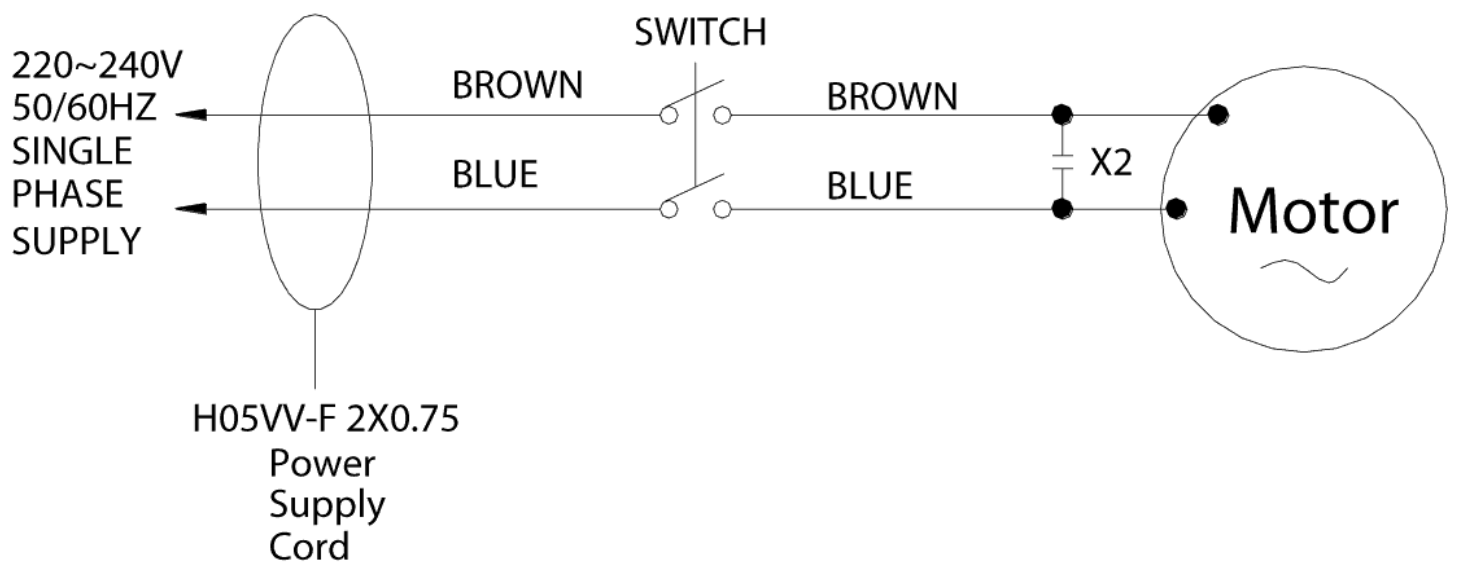 220~240V
50/60HZ
SINGLE
PHASE
SUPPLY
SWITCH
BROWN
BROWN
BLUE
BLUE
X2
Motor
H05VV-F 2X0.75
Power
Supply
Cord